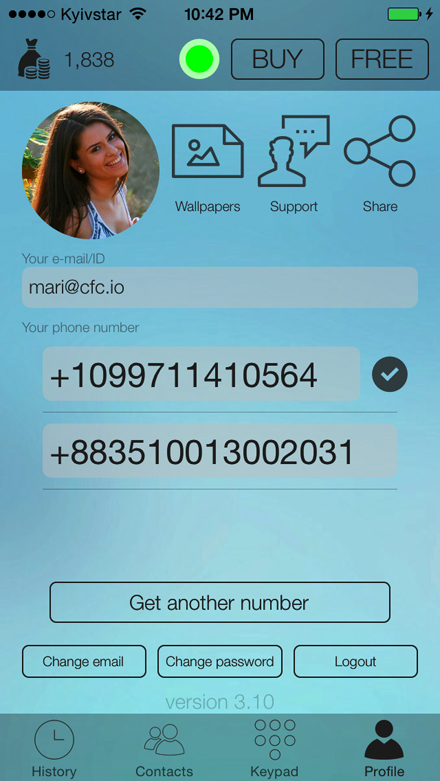 Kyivstar 10:42 PM
1,838 BUY FREE
Wallpapers Support Share
Your e-mail/ID
mari@cfc.io
Your phone number
+1099711410564
+883510013002031
Get another number
Change email Change password Logout
version 3.10
History Contacts Keypad Profile